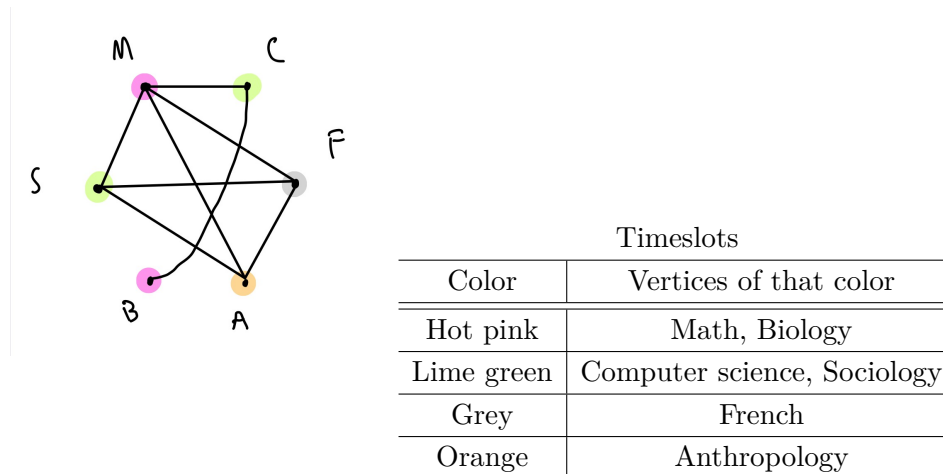 M C
F
S
B A
Timeslots
Color Vertices of that color
Hot pink Math, Biology
Lime green Computer science, Sociology
Grey French
Orange Anthropology